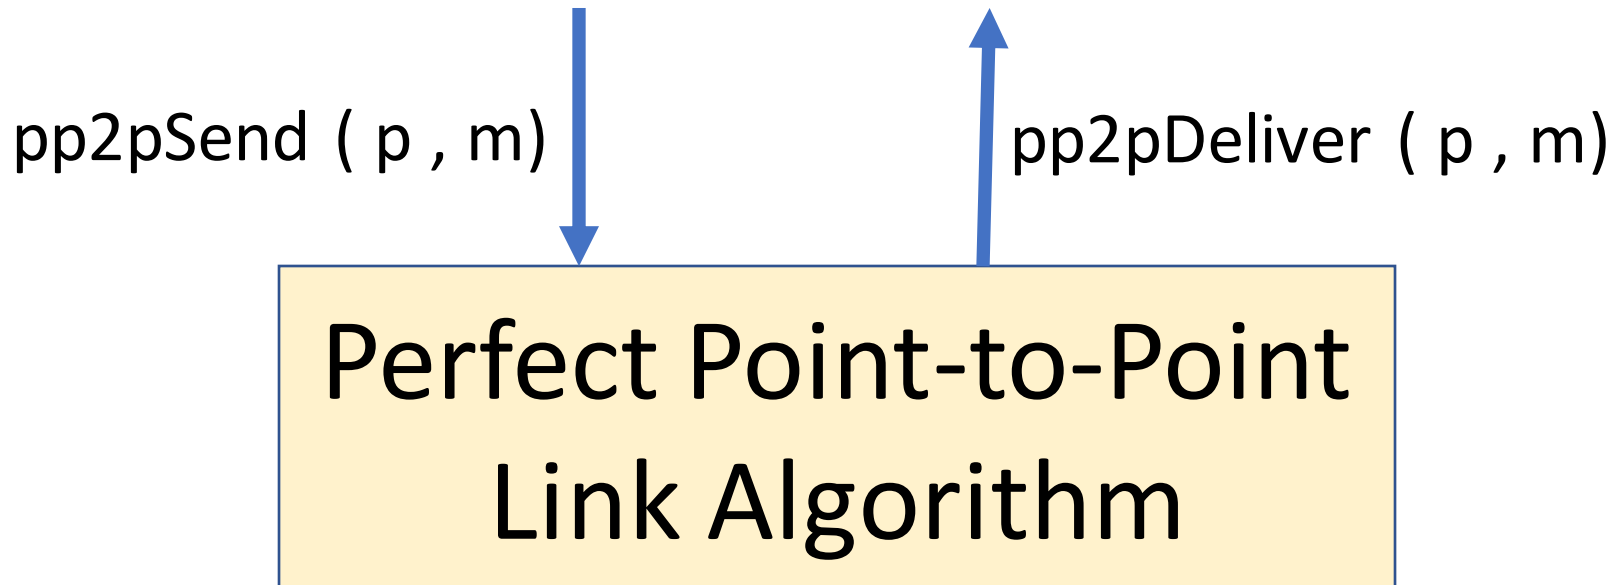 pp2pSend ( p , m)
pp2pDeliver ( p , m)
Perfect Point-to-Point
Link Algorithm